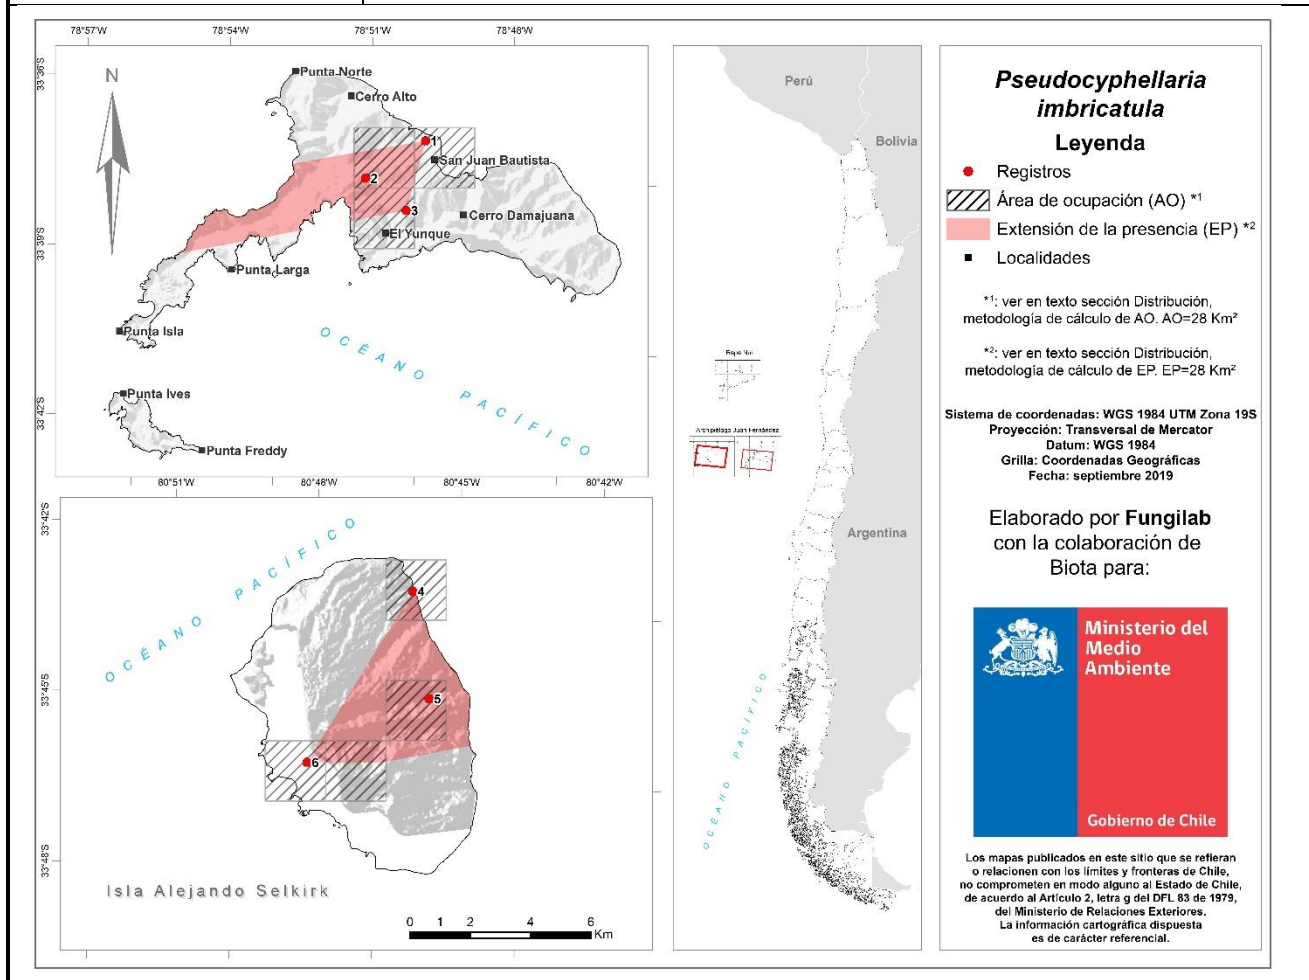 78°57'W
78°54'W
78°51'W
78°48'W
33°36'S
33°39'S
33°42'S
N
Punta Norte
Cerro Alto
1
San Juan Bautista
2
3
Cerro Damajuana
El Yunque
Punta Larga
Punta Isla
OCÉANO PACÍFICO
Punta Ives
Punta Freddy
80°51'W
80°48'W
80°45'W
80°42'W
33°42'S
33°45'S
33°48'S
OCÉANO PACÍFICO
4
5
6
Isla Alejando Selkirk
0 1 2 4 6
Km
Perú
Bolivia
Rapa Nui
Archipiélago Juan Fernández
Argentina
OCÉANO PACÍFICO
Pseudocyphellaria
imbricatula
Leyenda
Registros
Área de ocupación (AO) *1
Extensión de la presencia (EP) *2
Localidades
*1: ver en texto sección Distribución,
metodología de cálculo de AO. AO=28 Km²
*2: ver en texto sección Distribución,
metodología de cálculo de EP. EP=28 Km²
Sistema de coordenadas: WGS 1984 UTM Zona 19S
Proyección: Transversal de Mercator
Datum: WGS 1984
Grilla: Coordenadas Geográficas
Fecha: septiembre 2019
Elaborado por Fungilab
con la colaboración de
Biota para:
Ministerio del
Medio
Ambiente
Gobierno de Chile
Los mapas publicados en este sitio que se refieran
o relacionen con los límites y fronteras de Chile,
no comprometen en modo alguno al Estado de Chile,
de acuerdo al Artículo 2, letra g del DFL 83 de 1979,
del Ministerio de Relaciones Exteriores.
La información cartográfica dispuesta
es de carácter referencial.